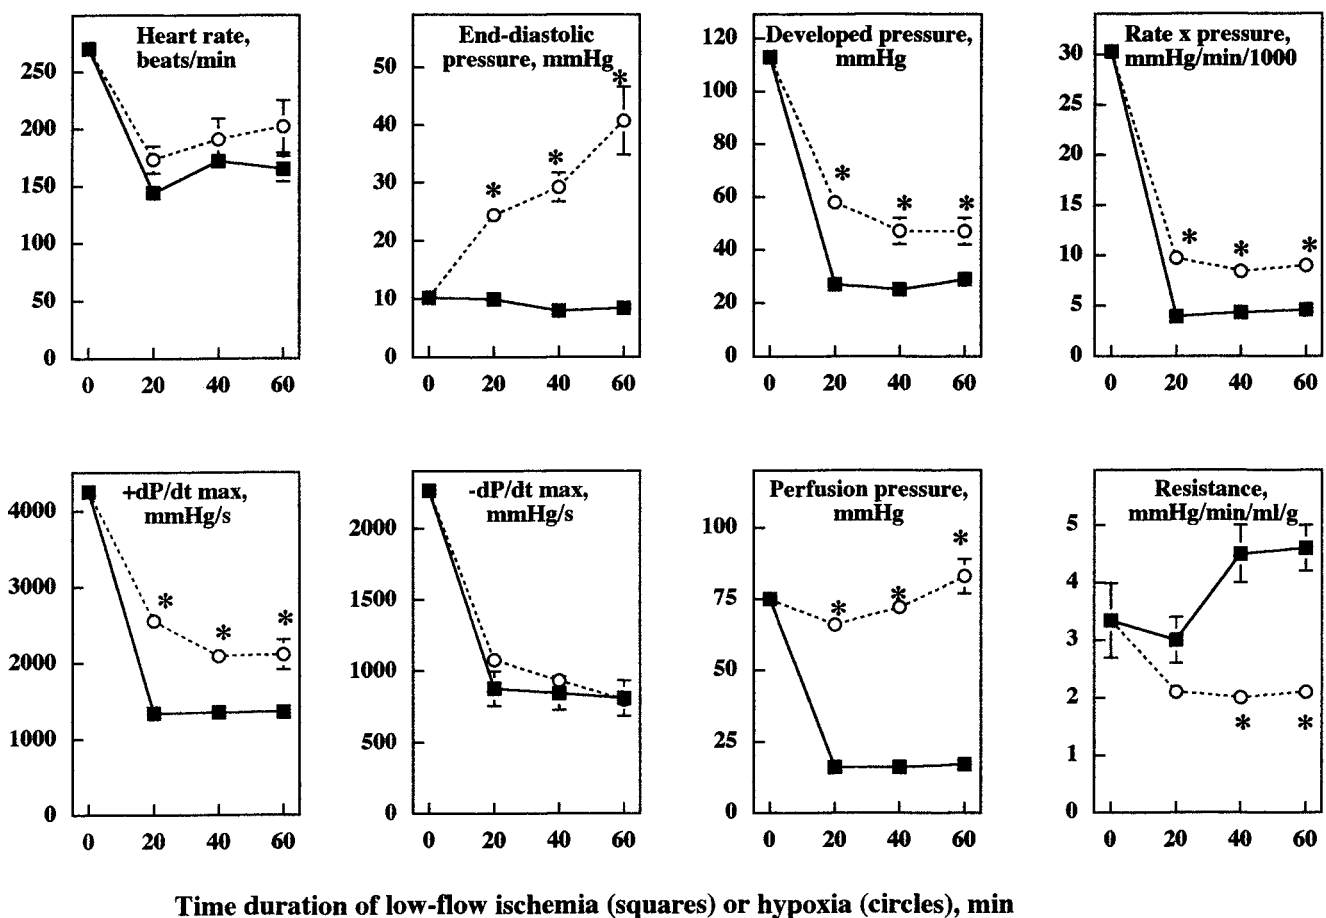 Heart rate,
beats/min
250
200
150
100
50
0
0 20 40 60
End-diastolic
pressure, mmHg
50
40
30
20
10
0
* * *
0 20 40 60
Developed pressure,
mmHg
120
100
80
60
40
20
0
* * *
0 20 40 60
Rate x pressure,
mmHg/min/1000
30
25
20
15
10
5
0
* * *
0 20 40 60
+dP/dt max,
mmHg/s
4000
3000
2000
1000
0
* * *
0 20 40 60
-dP/dt max,
mmHg/s
2000
1500
1000
500
0
0 20 40 60
Perfusion pressure,
mmHg
100
75
50
25
0
* * *
0 20 40 60
Resistance,
mmHg/min/ml/g
5
4
3
2
1
0
* *
0 20 40 60
Time duration of low-flow ischemia (squares) or hypoxia (circles), min